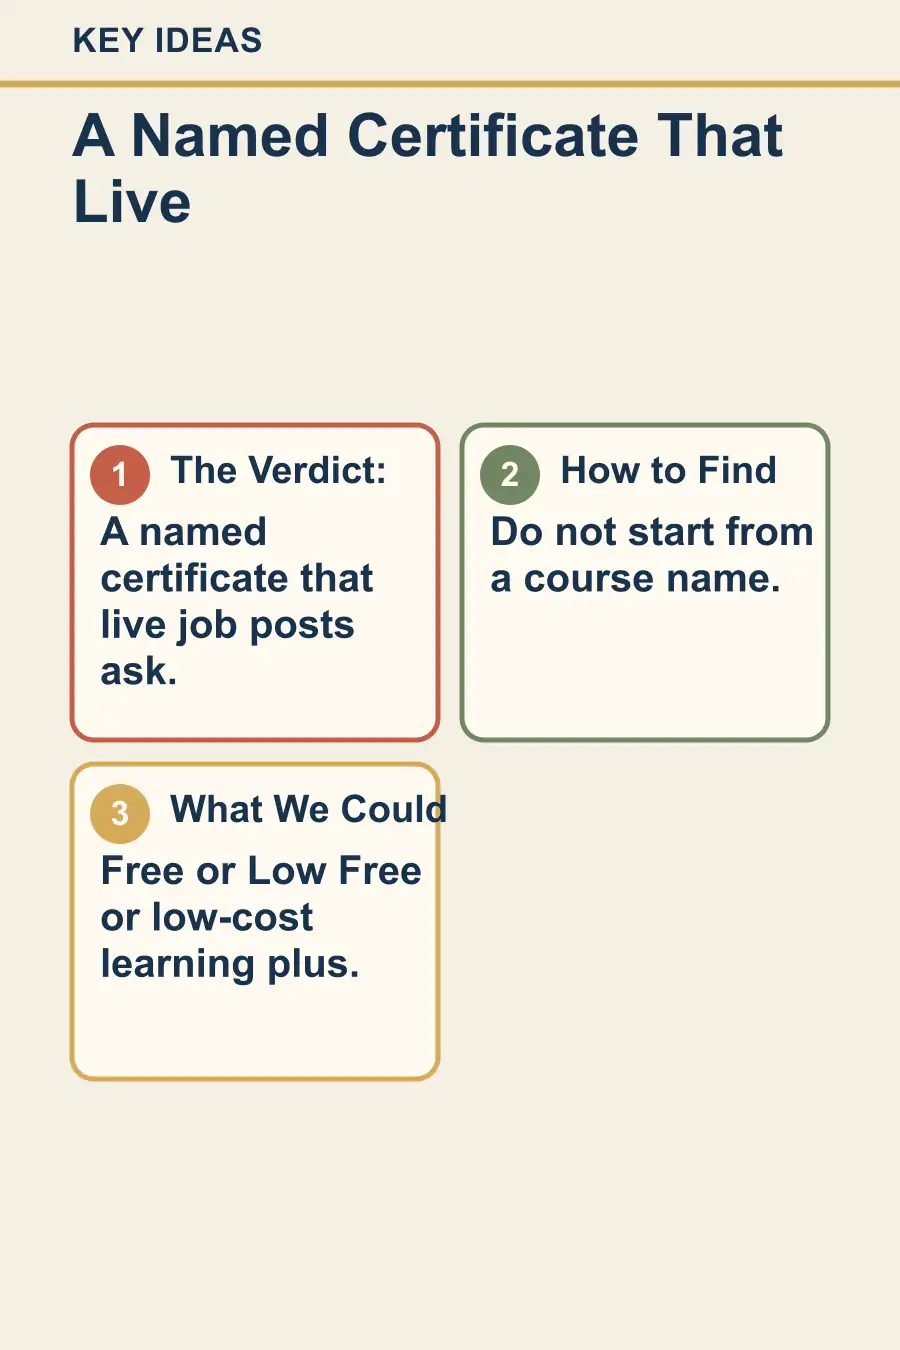 KEY IDEAS
A Named Certificate That
Live
1 The Verdict:
A named
certificate that
live job posts
ask.
2 How to Find
Do not start from
a course name.
3 What We Could
Free or Low Free
or low-cost
learning plus.